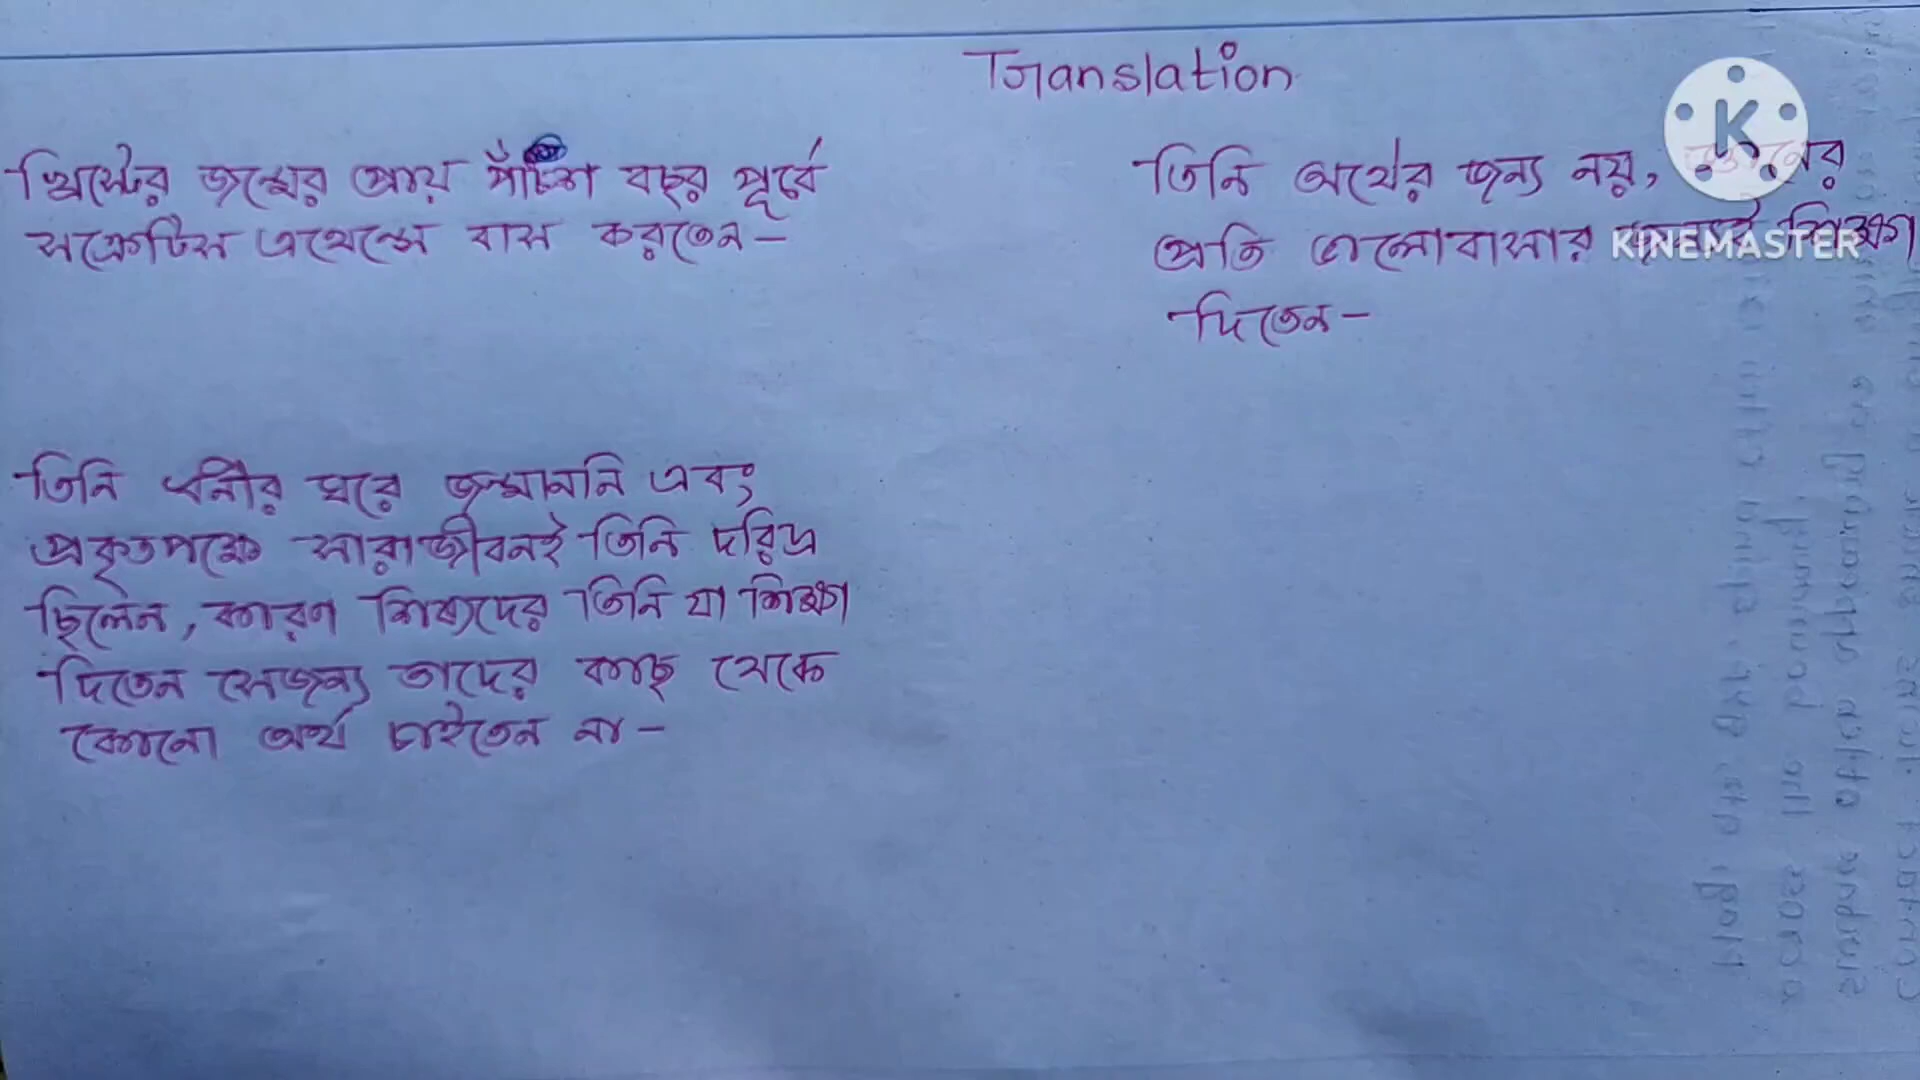 Translation
খ্রিস্টের জন্মের প্রায় পাঁচশ বছর পূর্বে
সক্রেটিস এথেন্সে বাস করতেন-
তিনি ধনীর ঘরে জন্মাননি এবং
প্রকৃতপক্ষে সারাজীবনই তিনি দরিদ্র
ছিলেন, কারণ শিষ্যদের তিনি যা শিক্ষা
দিতেন সেজন্য তাদের কাছ থেকে
কোনো অর্থ চাইতেন না-
তিনি অর্থের জন্য নয়,
প্রতি ভালোবাসার শিক্ষা
দিতেন-
K
KINEMASTER